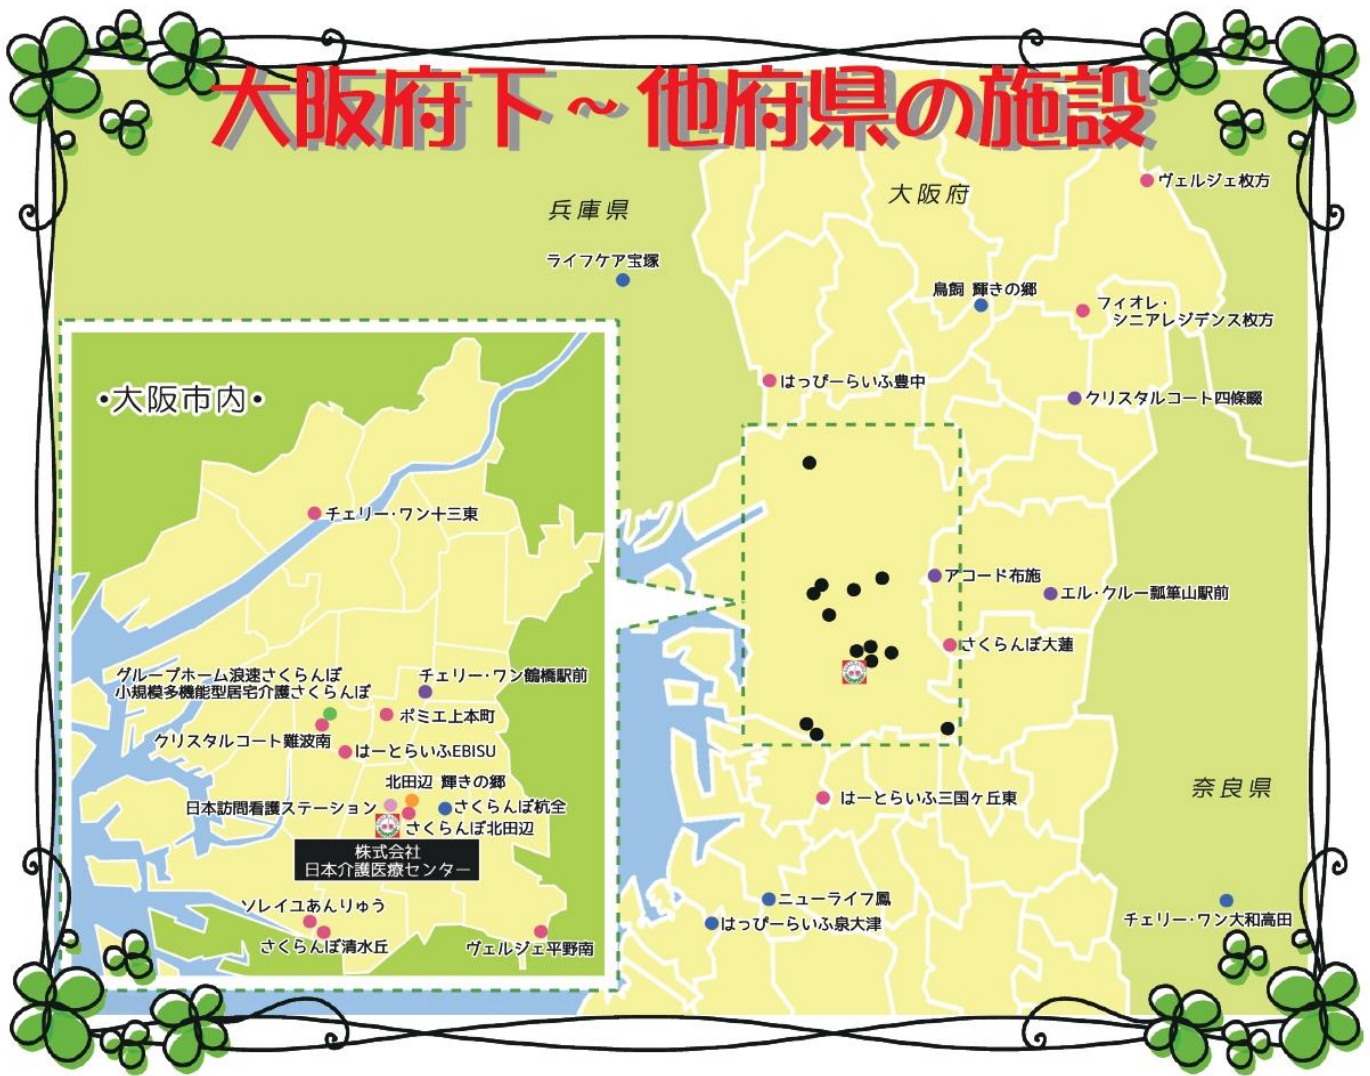 大阪府下～他府県の施設
兵庫県
大阪府
ヴェルジェ枚方
ライフケア宝塚
鳥飼 輝きの郷
フィオレ・
シニアレジデンス枚方
はっぴーらいふ豊中
クリスタルコート四條畷
・大阪市内・
チェリー・ワン十三東
アコード布施
エル・クルー瓢箪山駅前
さくらんぼ大蓮
グループホーム浪速さくらんぼ
小規模多機能型居宅介護さくらんぼ
チェリー・ワン鶴橋駅前
ポミエ上本町
クリスタルコート難波南
はーとらいふEBISU
北田辺 輝きの郷
日本訪問看護ステーション
さくらんぼ杭全
さくらんぼ北田辺
株式会社
日本介護医療センター
はーとらいふ三国ヶ丘東
奈良県
ソレイユあんりゅう
さくらんぼ清水丘
ヴェルジェ平野南
ニューライフ鳳
はっぴーらいふ泉大津
チェリー・ワン大和高田